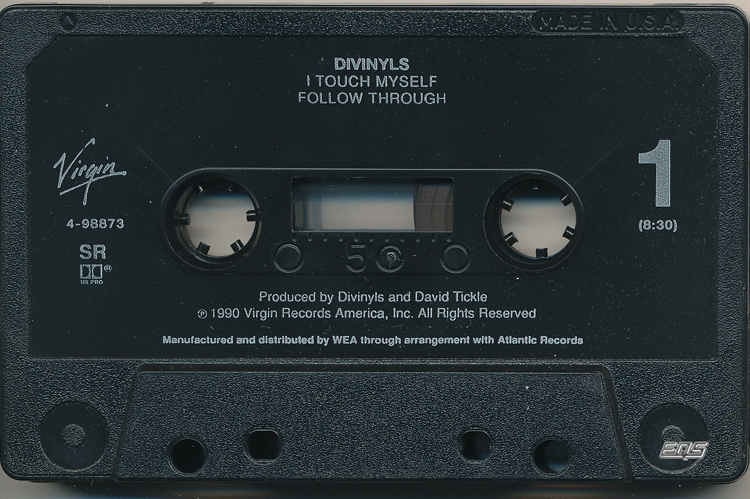 MADE IN U.S.A.
DIVINYLS
I TOUCH MYSELF
FOLLOW THROUGH
Virgin
1
4-98873
(8:30)
SR
HX PRO
50
Produced by Divinyls and David Tickle
℗ 1990 Virgin Records America, Inc. All Rights Reserved
Manufactured and distributed by WEA through arrangement with Atlantic Records